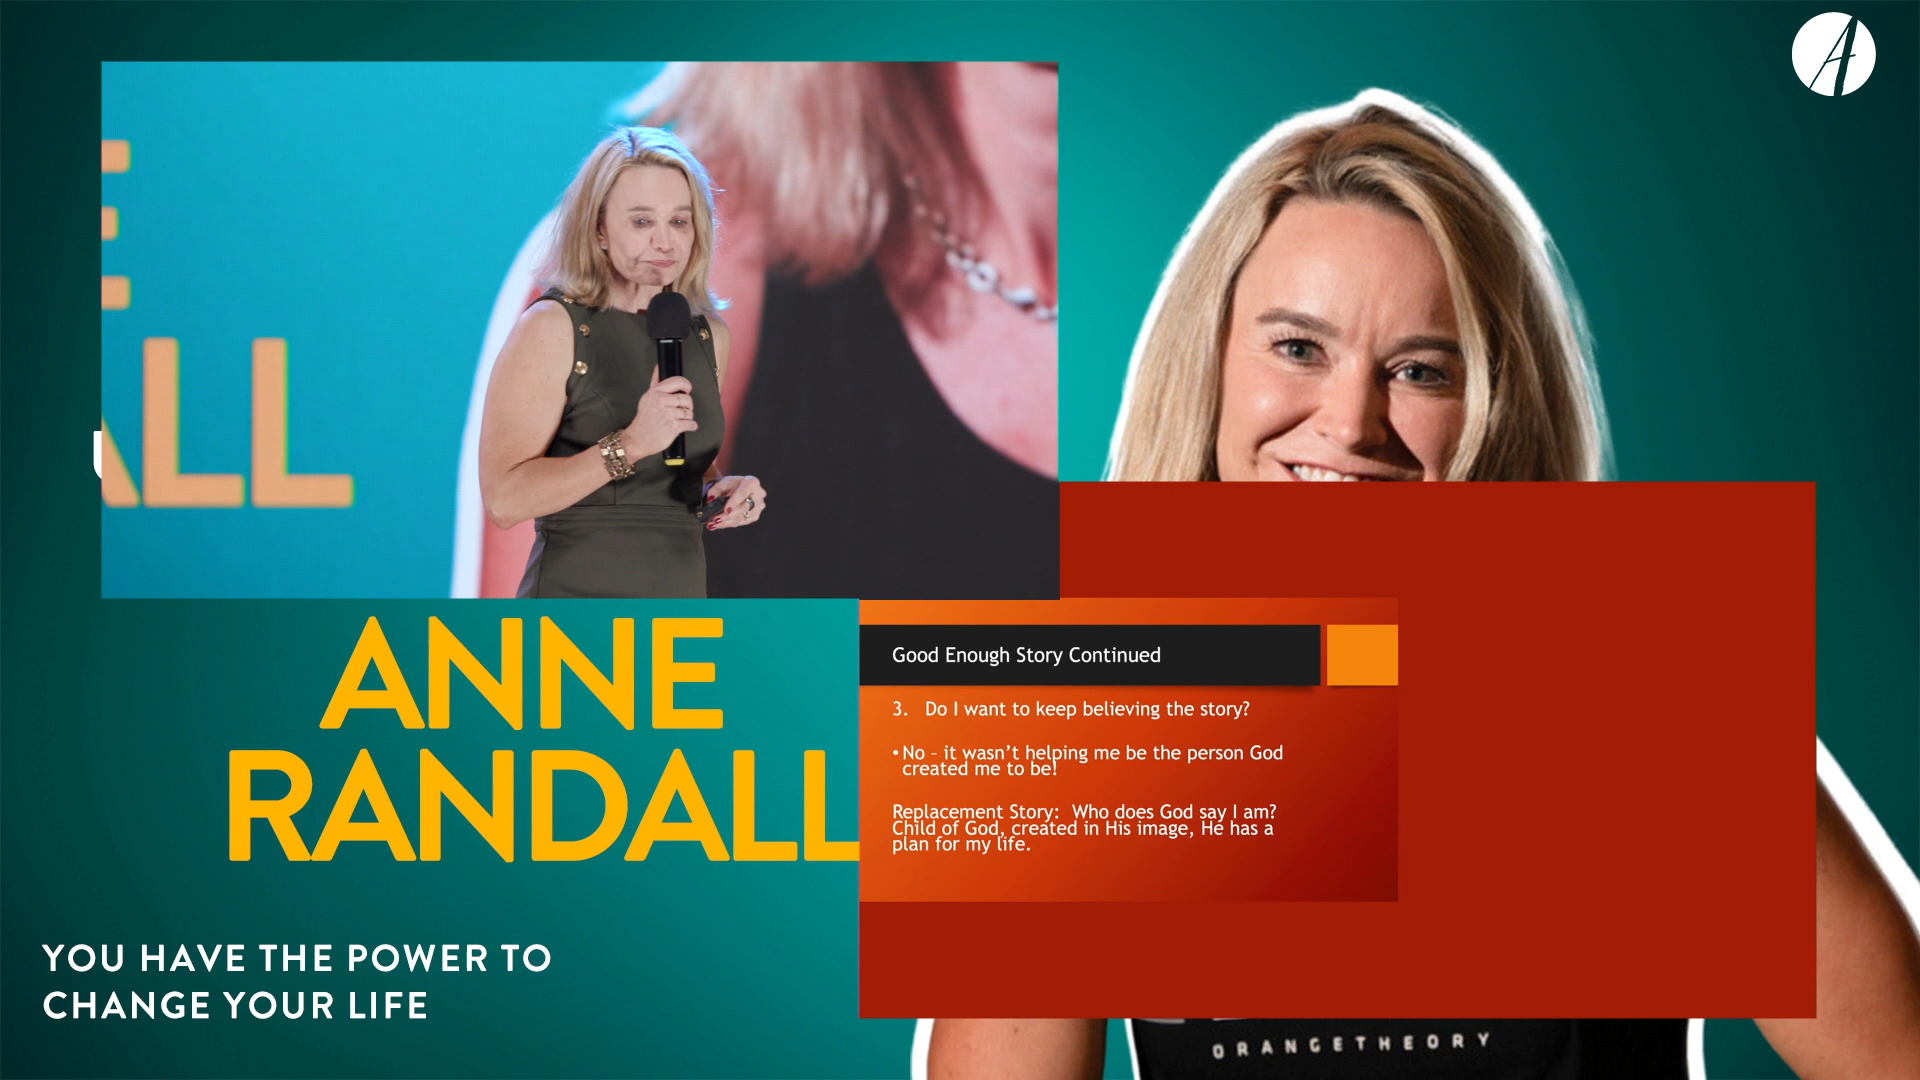 E
ALL
ANNE
RANDALL
Good Enough Story Continued
3. Do I want to keep believing the story?
• No – it wasn't helping me be the person God
created me to be!
Replacement Story: Who does God say I am?
Child of God, created in His image, He has a
plan for my life.
YOU HAVE THE POWER TO
CHANGE YOUR LIFE
ORANGETHEORY